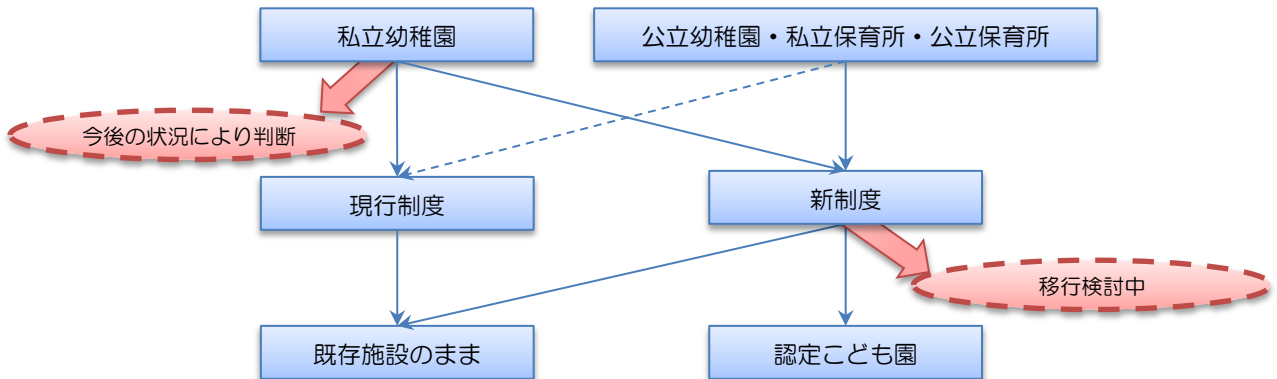 私立幼稚園
公立幼稚園・私立保育所・公立保育所
今後の状況により判断
現行制度
新制度
移行検討中
既存施設のまま
認定こども園